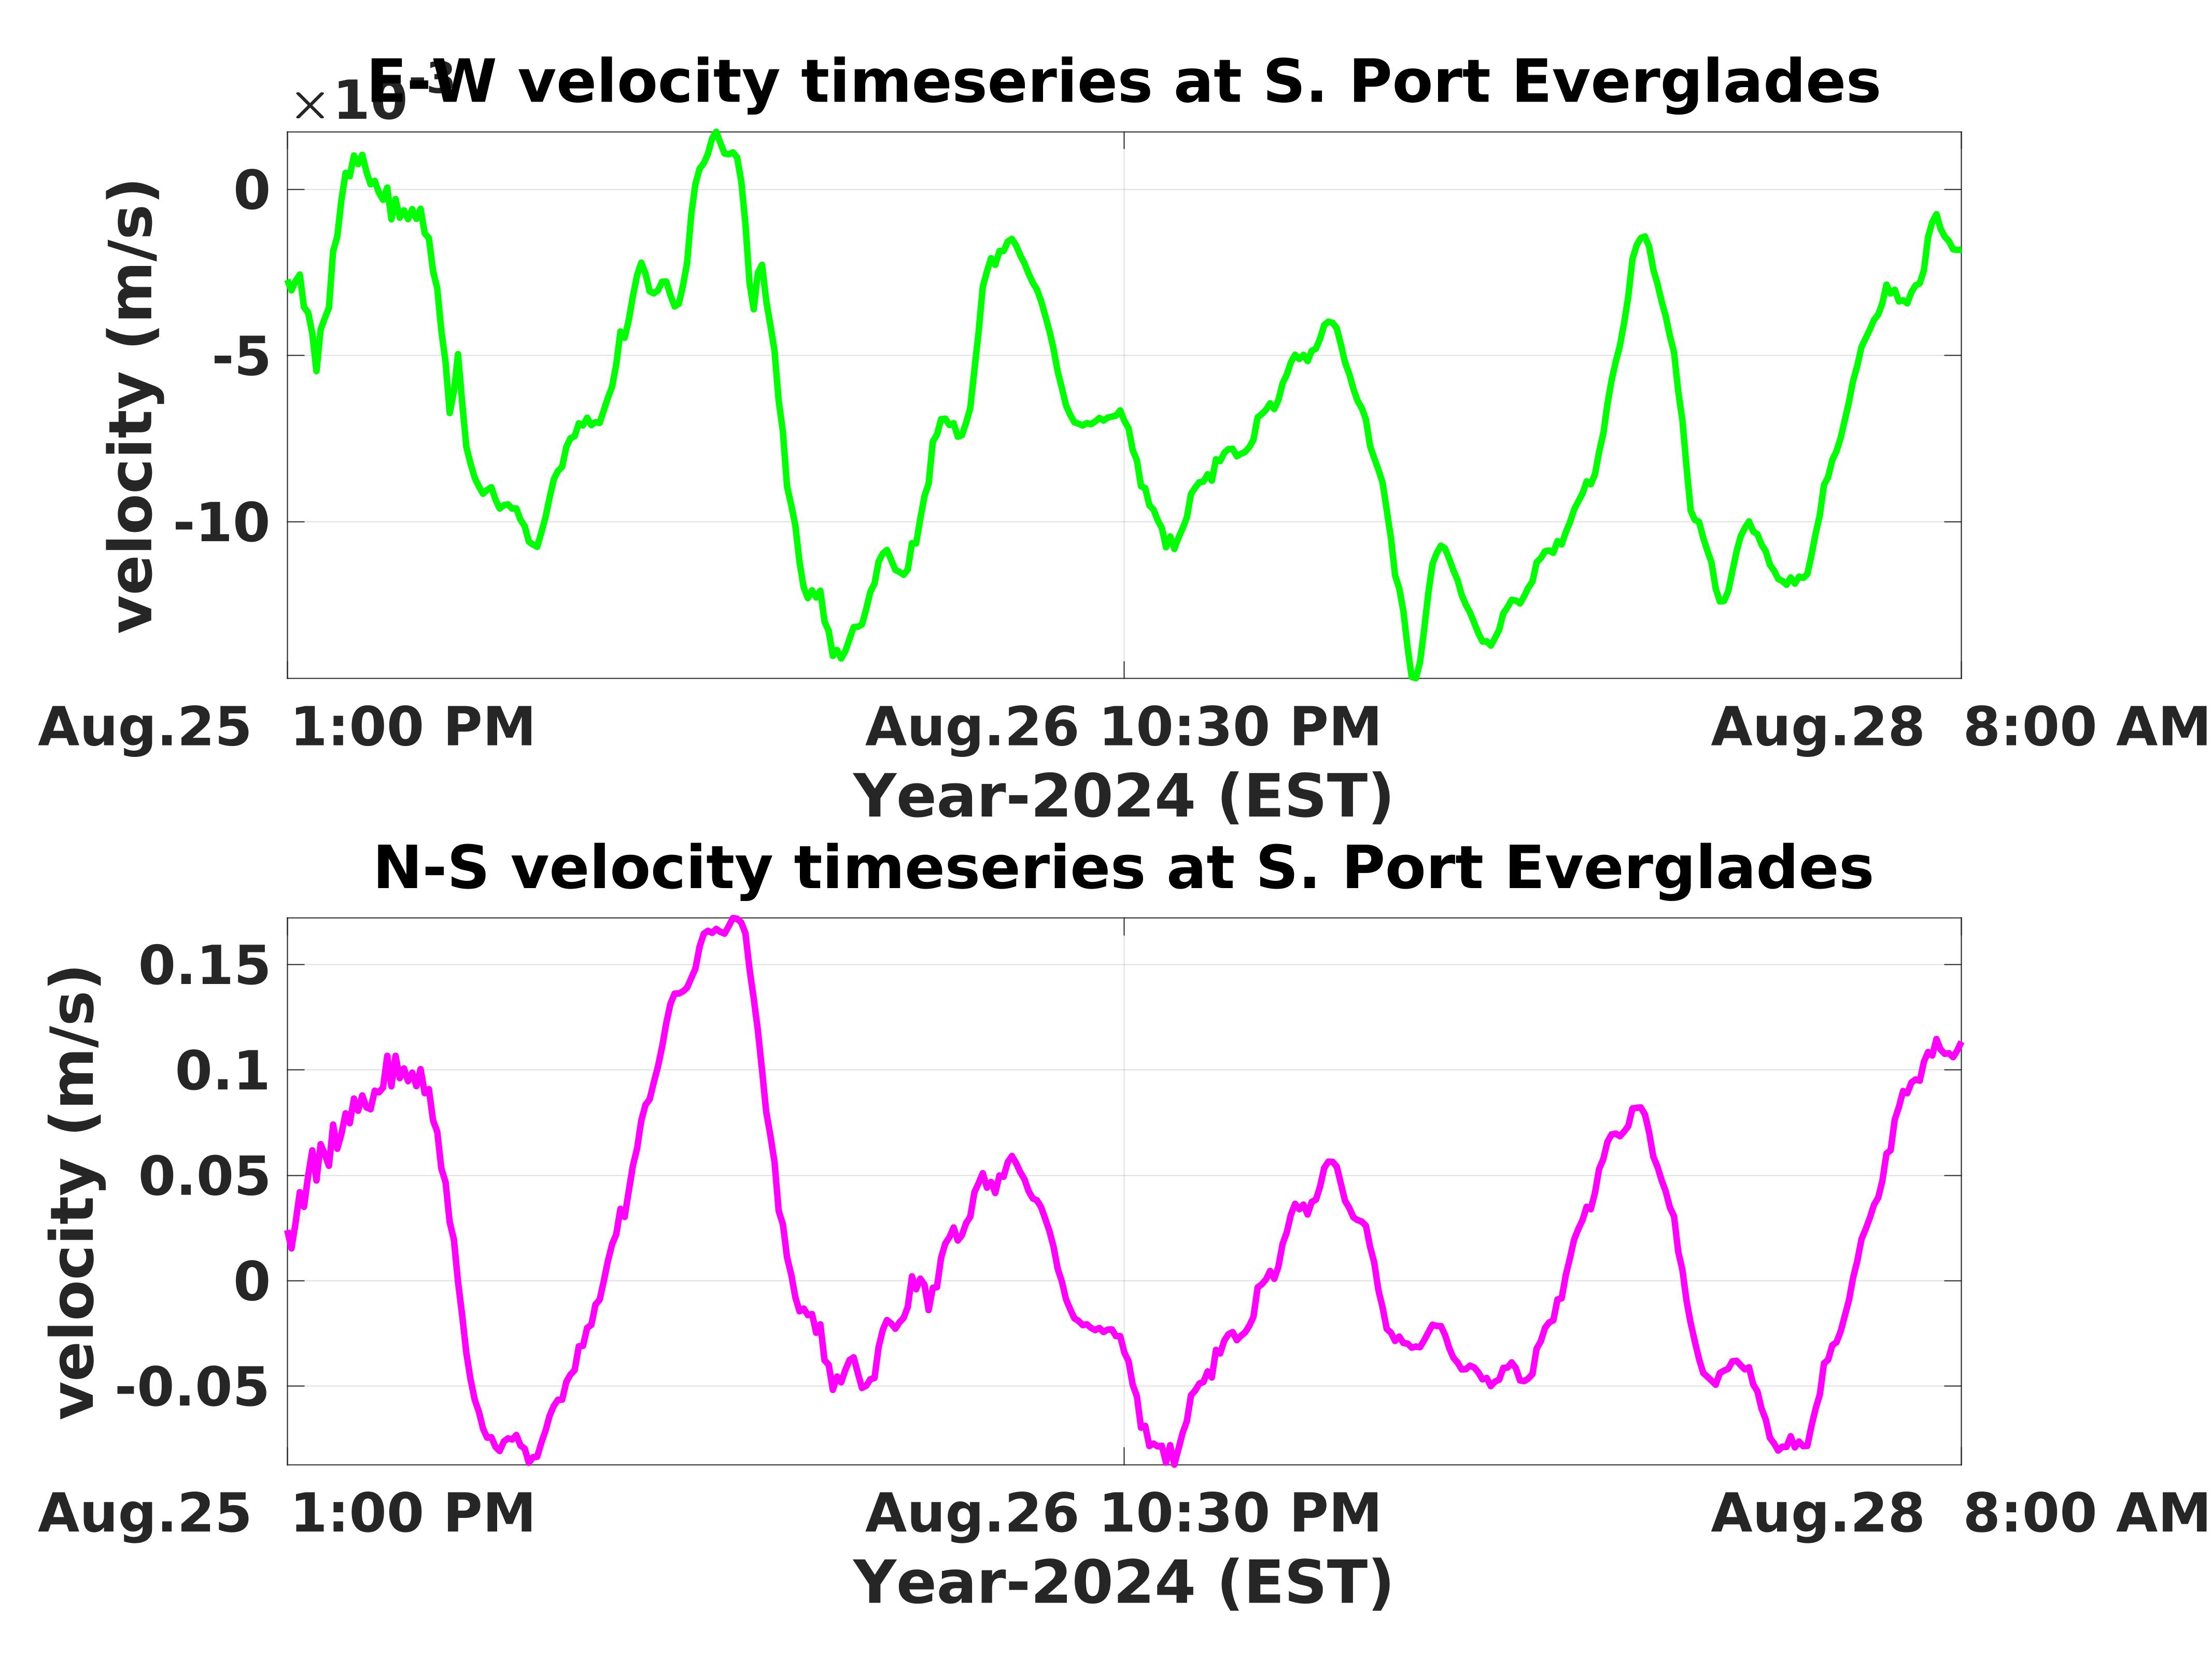 E-W velocity timeseries at S. Port Everglades
×10-3
0
-5
-10
velocity (m/s)
Aug.25  1:00 PM
Aug.26 10:30 PM
Aug.28  8:00 AM
Year-2024 (EST)
N-S velocity timeseries at S. Port Everglades
0.15
0.1
0.05
0
-0.05
velocity (m/s)
Aug.25  1:00 PM
Aug.26 10:30 PM
Aug.28  8:00 AM
Year-2024 (EST)